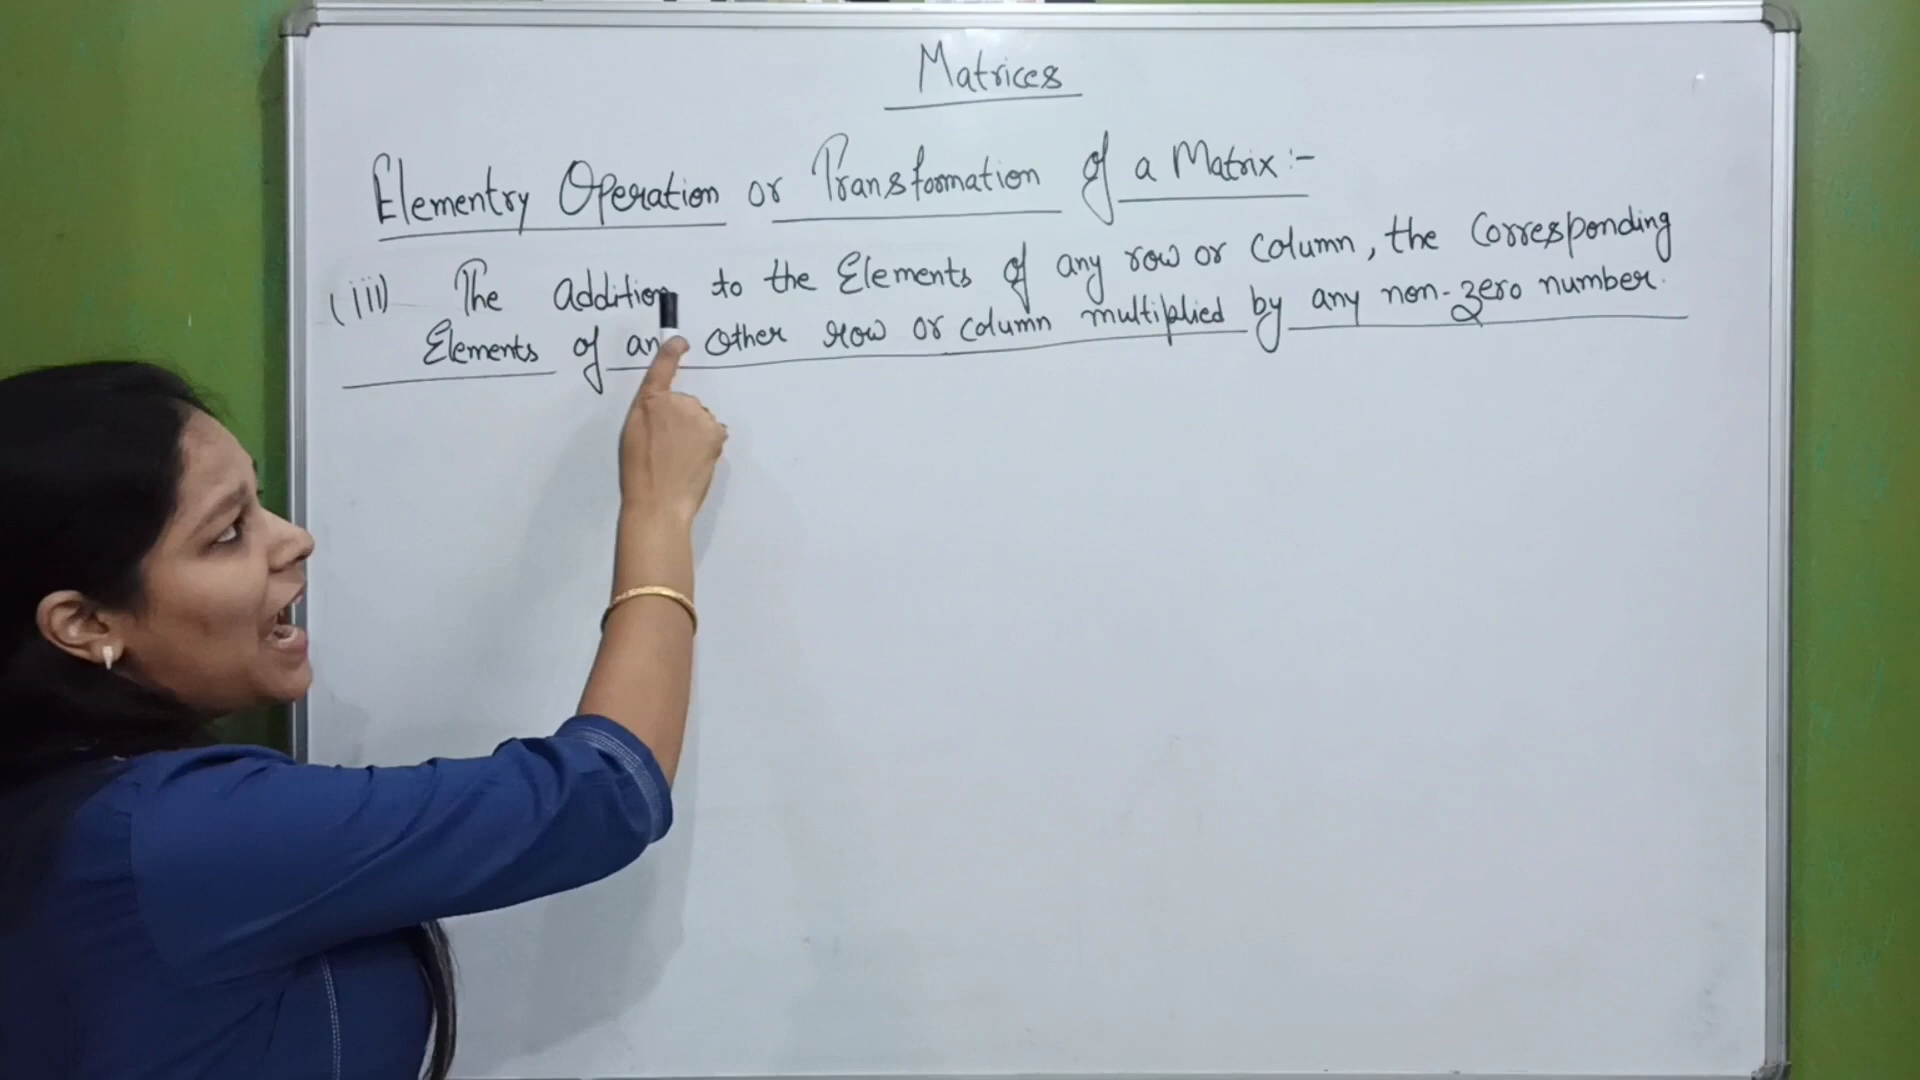 Matrices
Elementry Operation or Transformation of a Matrix:-
(iii) The addition to the Elements of any row or Column, the Corresponding
Elements of any other row or column multiplied by any non-zero number.